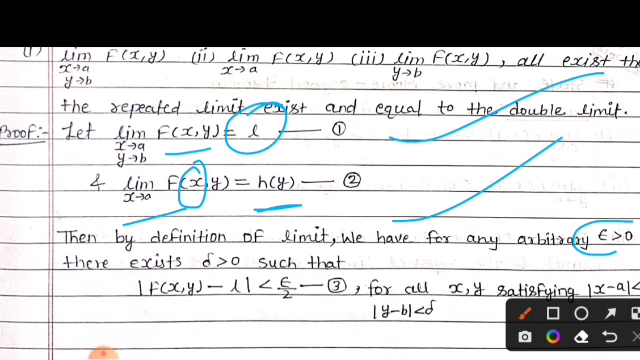 (i) lim F(x,y) (ii) lim F(x,y) (iii) lim F(x,y), all exist the
x→a x→a y→b
y→b
the repeated limit exist and equal to the double limit.
Proof:- Let lim F(x,y) = l —— ①
x→a
y→b
& lim F(x,y) = h(y) —— ②
x→a
Then by definition of limit, We have for any arbitrary ϵ>0
there exists d>0 such that
|F(x,y) - l| < ϵ/2 —— ③, for all x,y satisfying |x-a|<
|y-b|<d